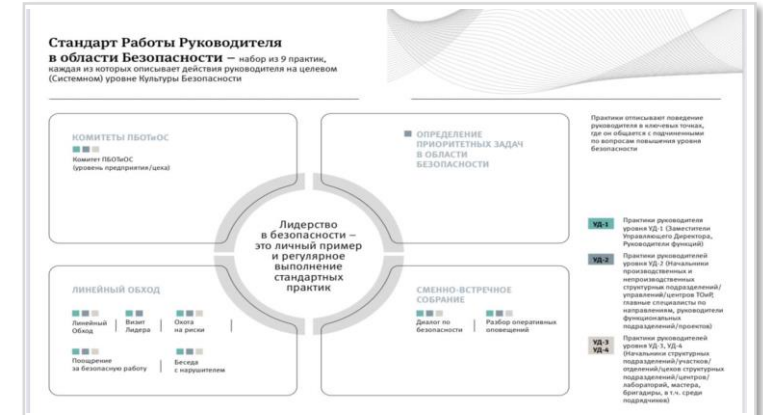 Стандарт Работы Руководителя
в области Безопасности – набор из 9 практик,
каждая из которых описывает действия руководителя на целевом
(Системном) уровне Культуры Безопасности
КОМИТЕТЫ ПБОТиОС
Комитет ПБОТиОС
(уровень предприятия/цеха)
ОПРЕДЕЛЕНИЕ
ПРИОРИТЕТНЫХ ЗАДАЧ
В ОБЛАСТИ
БЕЗОПАСНОСТИ
Лидерство
в безопасности –
это личный пример
и регулярное
выполнение
стандартных
практик
ЛИНЕЙНЫЙ ОБХОД
Линейный
Обход
Визит
Лидера
Охота
на риски
Поощрение
за безопасную работу
Беседа
с нарушителем
СМЕННО-ВСТРЕЧНОЕ
СОБРАНИЕ
Диалог по
безопасности
Разбор оперативных
оповещений
Практики отписывают поведение
руководителя в ключевых точках,
где он общается с подчиненными
по вопросам повышения уровня
безопасности
УД-1
Практики руководителя
уровня УД-1 (Заместители
Управляющего Директора,
Руководители функций)
УД-2
Практики руководителей
уровня УД-2 (Начальники
производственных и
непроизводственных
структурных подразделений/
управлений/центров ТОиР,
главные специалисты по
направлениям, руководители
функциональных
подразделений/проектов)
УД-3
УД-4
Практики руководителей
уровня УД-3, УД-4
(Начальники структурных
подразделений/участков/
отделений/цехов структурных
подразделений/центров/
лабораторий, мастера,
бригадиры, в т.ч. среди
подрядчиков)